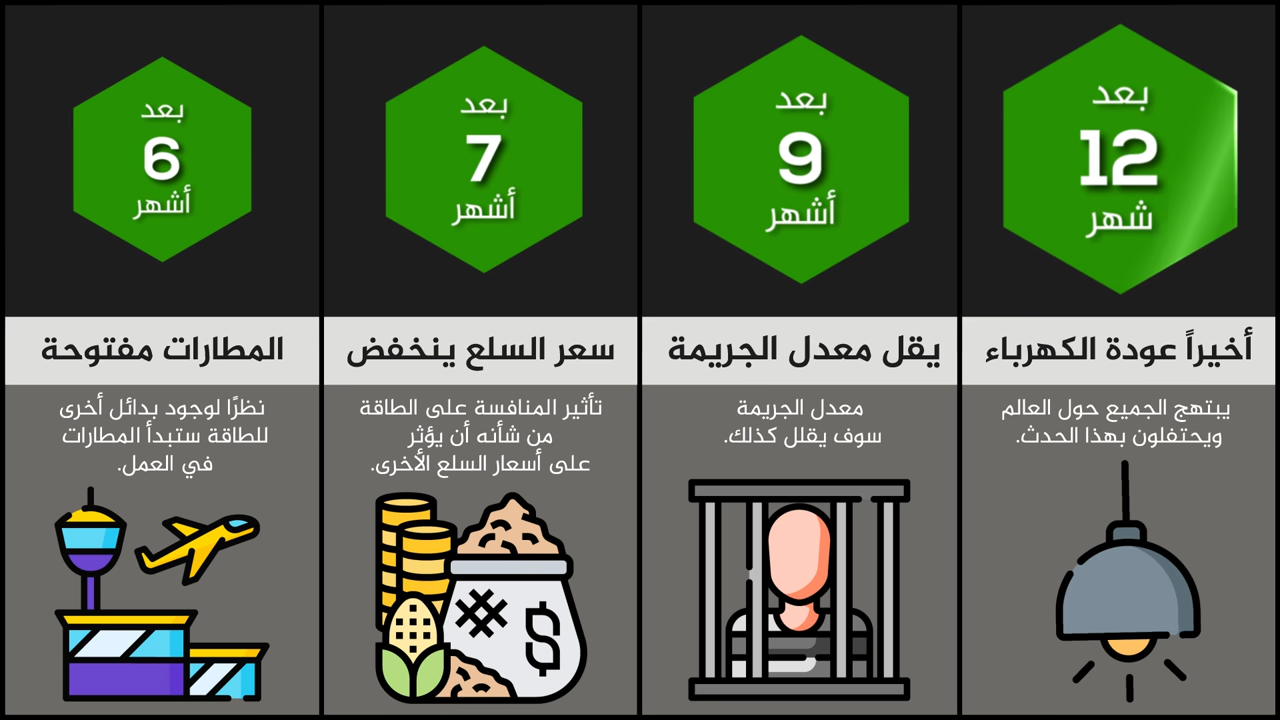 بعد
6
أشهر
المطارات مفتوحة
نظرًا لوجود بدائل أخرى
للطاقة ستبدأ المطارات
في العمل.
بعد
7
أشهر
سعر السلع ينخفض
تأثير المنافسة على الطاقة
من شأنه أن يؤثر
على أسعار السلع الأخرى.
بعد
9
أشهر
يقل معدل الجريمة
معدل الجريمة
سوف يقلل كذلك.
بعد
12
شهر
أخيراً عودة الكهرباء
يبتهج الجميع حول العالم
ويحتفلون بهذا الحدث.